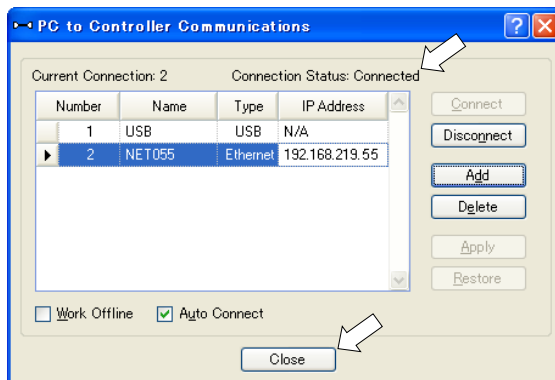 PC to Controller Communications
Current Connection: 2 Connection Status: Connected
Number Name Type IP Address
1 USB USB N/A
2 NET055 Ethernet 192.168.219.55
Connect
Disconnect
Add
Delete
Apply
Restore
Work Offline Auto Connect
Close